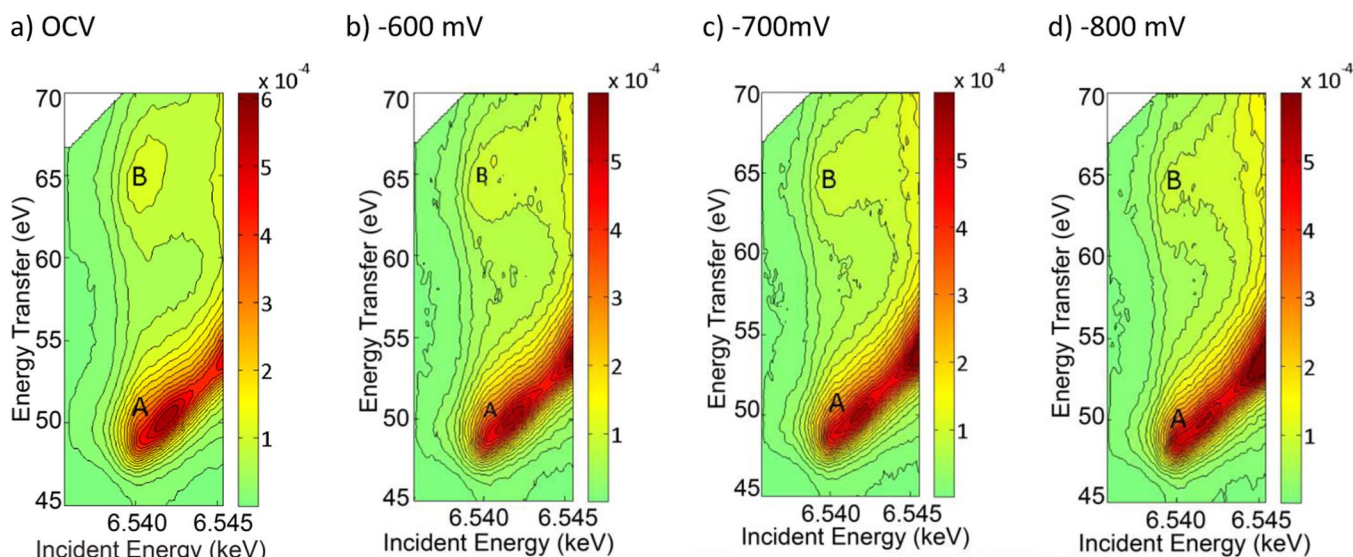 a) OCV
b) -600 mV
c) -700mV
d) -800 mV
x 10-4
70
65
60
55
50
45
B
A
6
5
4
3
2
1
6.540 6.545
Incident Energy (keV)
Energy Transfer (eV)
x 10-4
70
65
60
55
50
45
B
A
5
4
3
2
1
6.540 6.545
Incident Energy (keV)
Energy Transfer (eV)
x 10-4
70
65
60
55
50
45
B
A
5
4
3
2
1
6.540 6.545
Incident Energy (keV)
Energy Transfer (eV)
x 10-4
70
65
60
55
50
45
B
A
5
4
3
2
1
6.540 6.545
Incident Energy (keV)
Energy Transfer (eV)